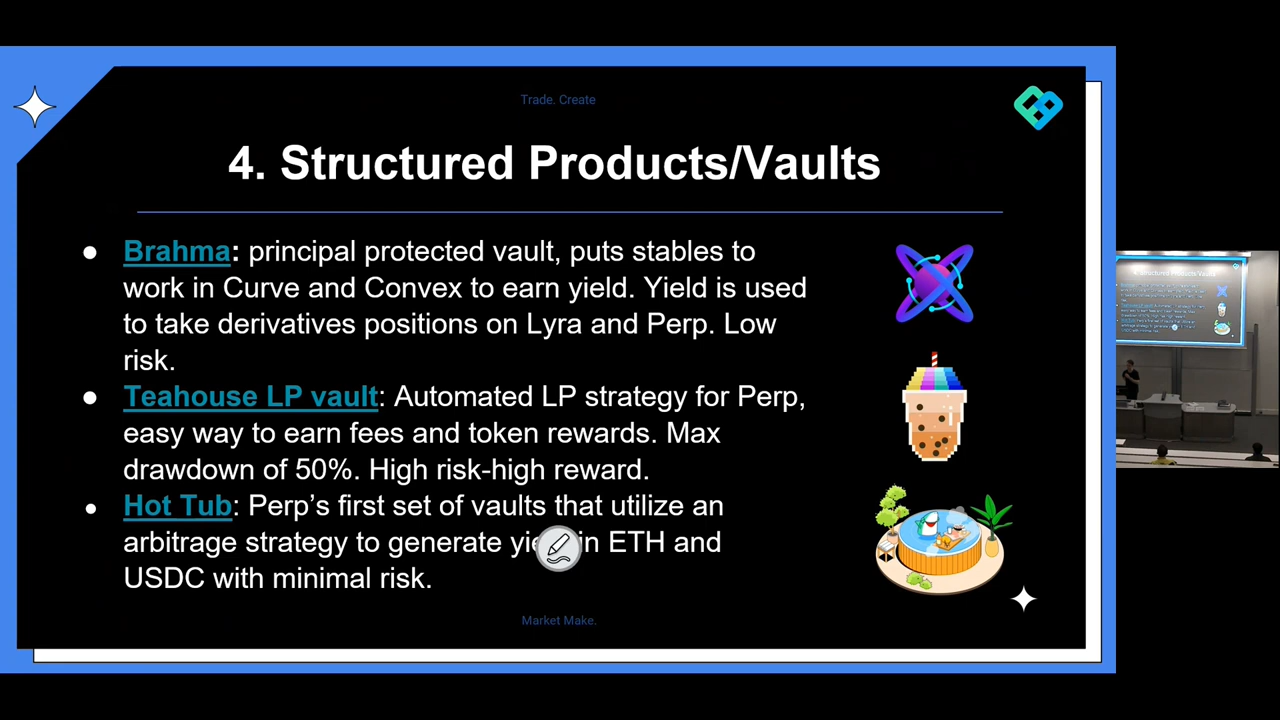 Trade. Create
4. Structured Products/Vaults
● Brahma: principal protected vault, puts stables to
work in Curve and Convex to earn yield. Yield is used
to take derivatives positions on Lyra and Perp. Low
risk.
● Teahouse LP vault: Automated LP strategy for Perp,
easy way to earn fees and token rewards. Max
drawdown of 50%. High risk-high reward.
● Hot Tub: Perp’s first set of vaults that utilize an
arbitrage strategy to generate in ETH and
USDC with minimal risk.
Market Make.
4. Structured Products/Vaults